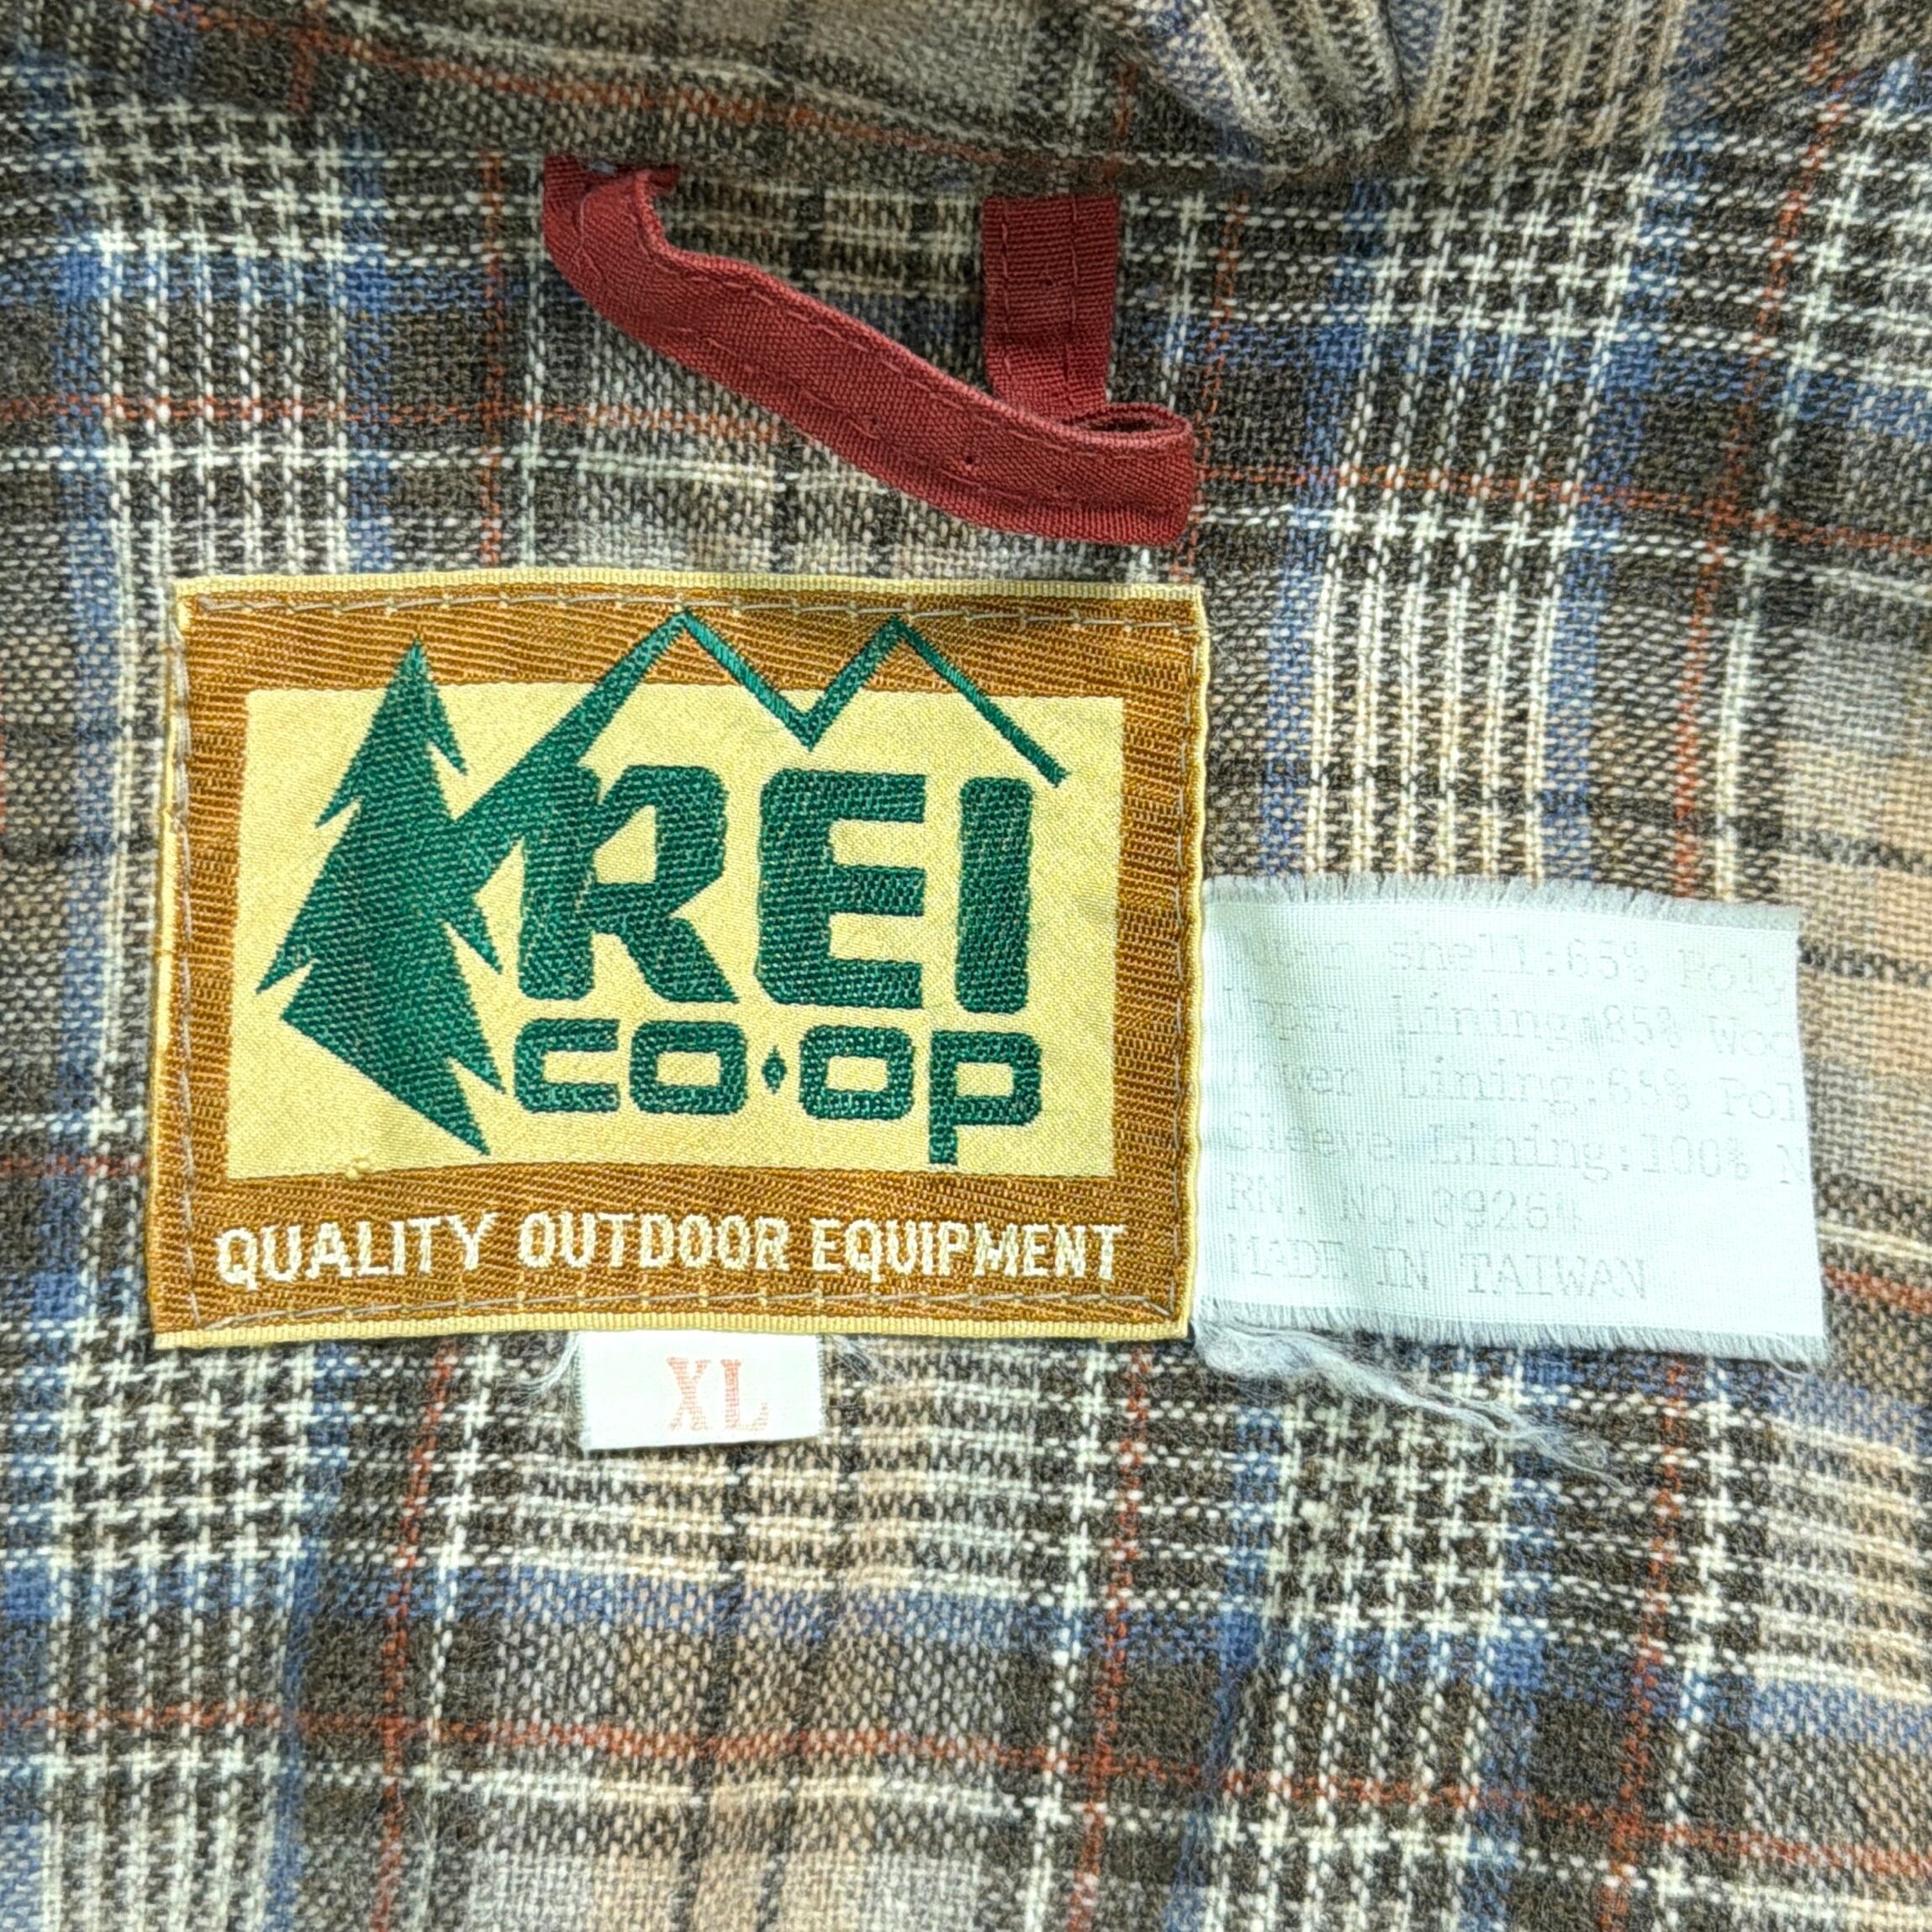 REI
CO·OP
QUALITY OUTDOOR EQUIPMENT
XL
shell:65% Poly
Lining:85% Woo
Lining:65% Pol
Sleeve Lining:100% N
RN. NO. 39264
MADE IN TAIWAN